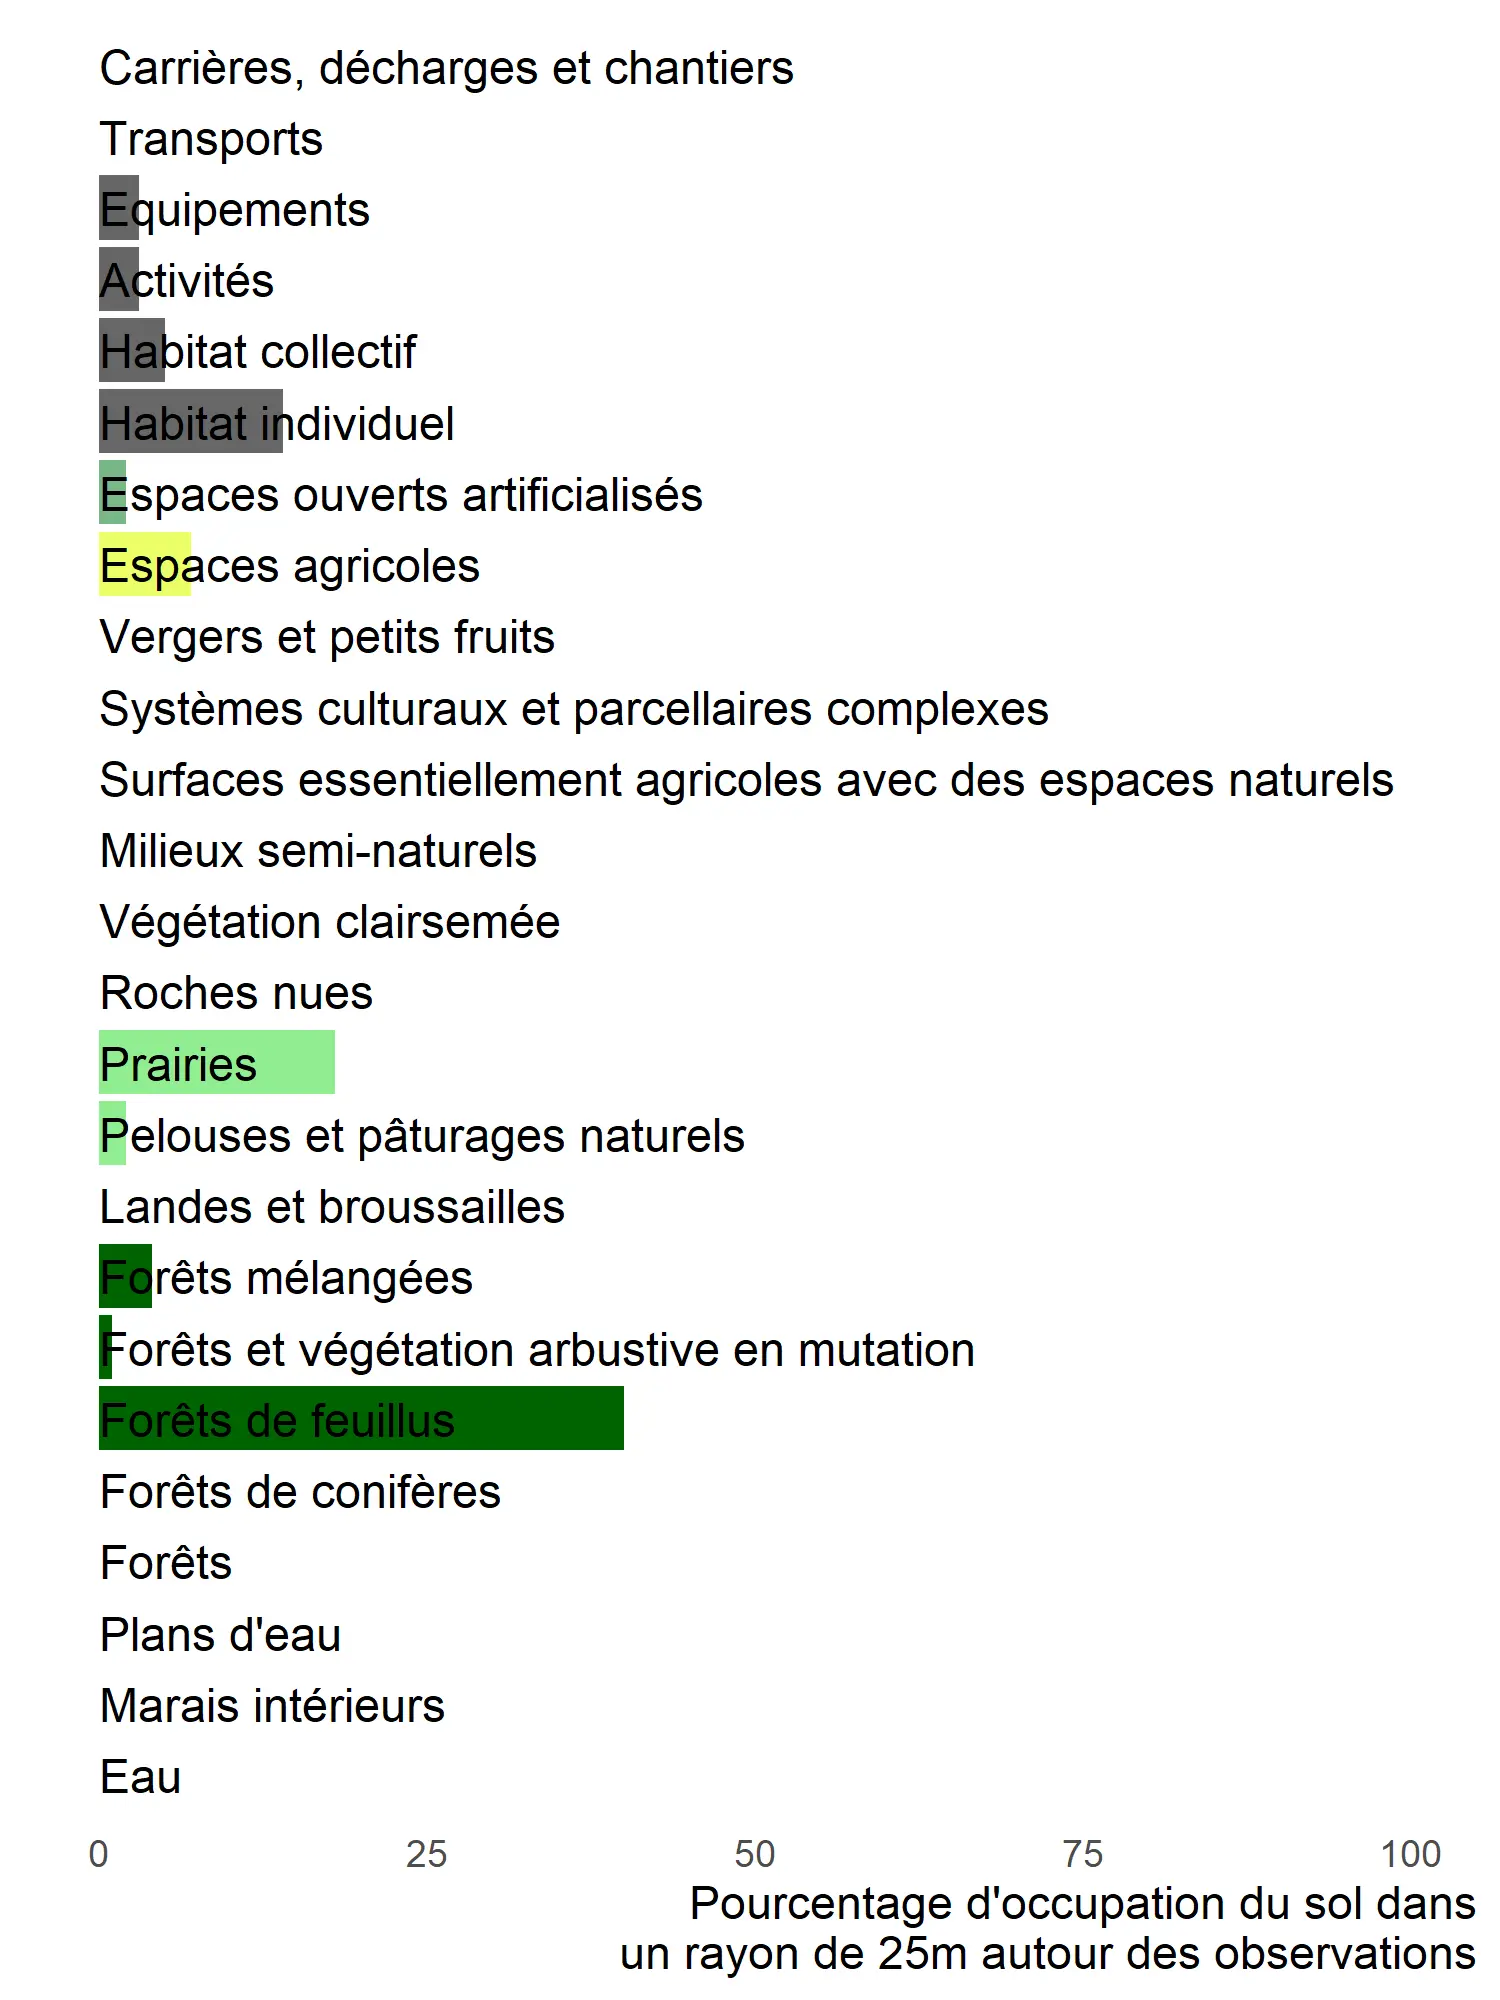 Carrières, décharges et chantiers
Transports
Equipements
Activités
Habitat collectif
Habitat individuel
Espaces ouverts artificialisés
Espaces agricoles
Vergers et petits fruits
Systèmes culturaux et parcellaires complexes
Surfaces essentiellement agricoles avec des espaces naturels
Milieux semi-naturels
Végétation clairsemée
Roches nues
Prairies
Pelouses et pâturages naturels
Landes et broussailles
Forêts mélangées
Forêts et végétation arbustive en mutation
Forêts de feuillus
Forêts de conifères
Forêts
Plans d'eau
Marais intérieurs
Eau
0 25 50 75 100
Pourcentage d'occupation du sol dans
un rayon de 25m autour des observations